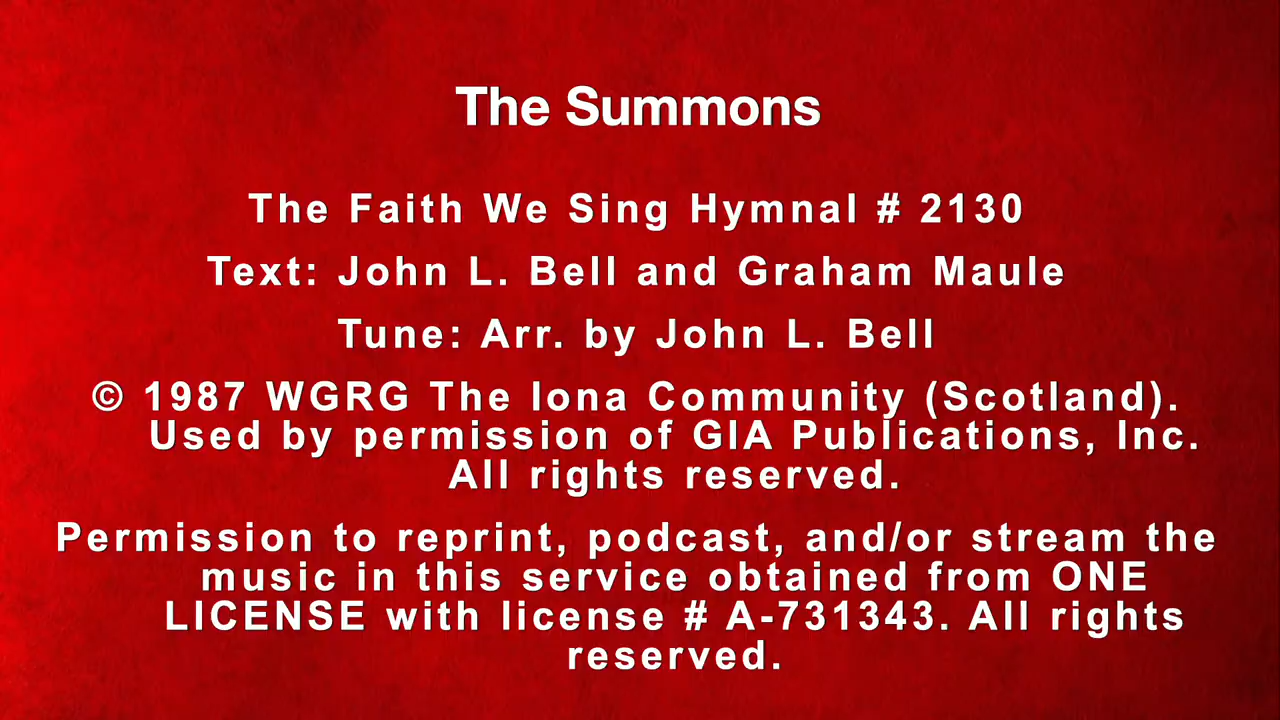 The Summons
The Faith We Sing Hymnal # 2130
Text: John L. Bell and Graham Maule
Tune: Arr. by John L. Bell
© 1987 WGRG The Iona Community (Scotland).
Used by permission of GIA Publications, Inc.
All rights reserved.
Permission to reprint, podcast, and/or stream the
music in this service obtained from ONE
LICENSE with license # A-731343. All rights
reserved.